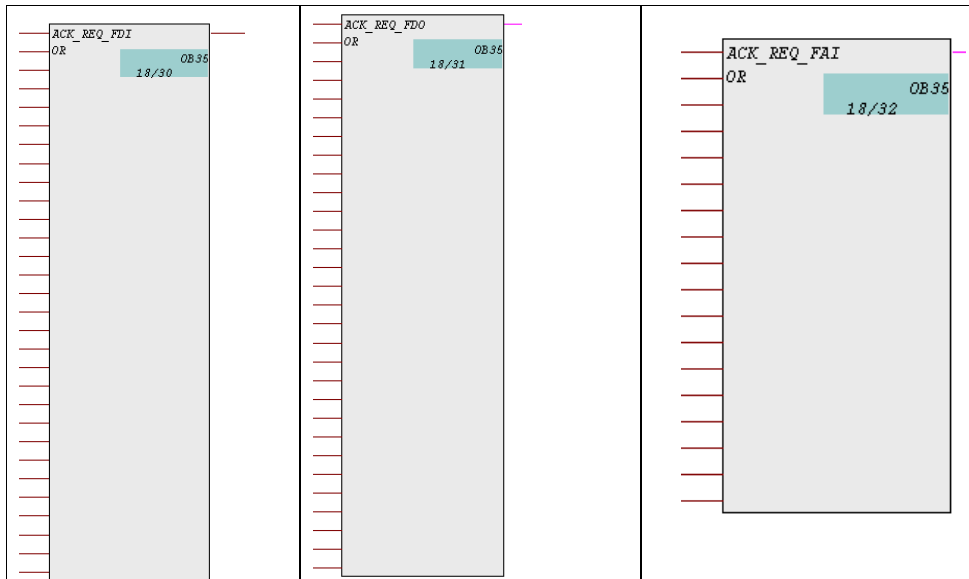 ACK_REQ_FDI
OR
OB35
18/30
ACK_REQ_FDO
OR
OB35
18/31
ACK_REQ_FAI
OR
OB35
18/32